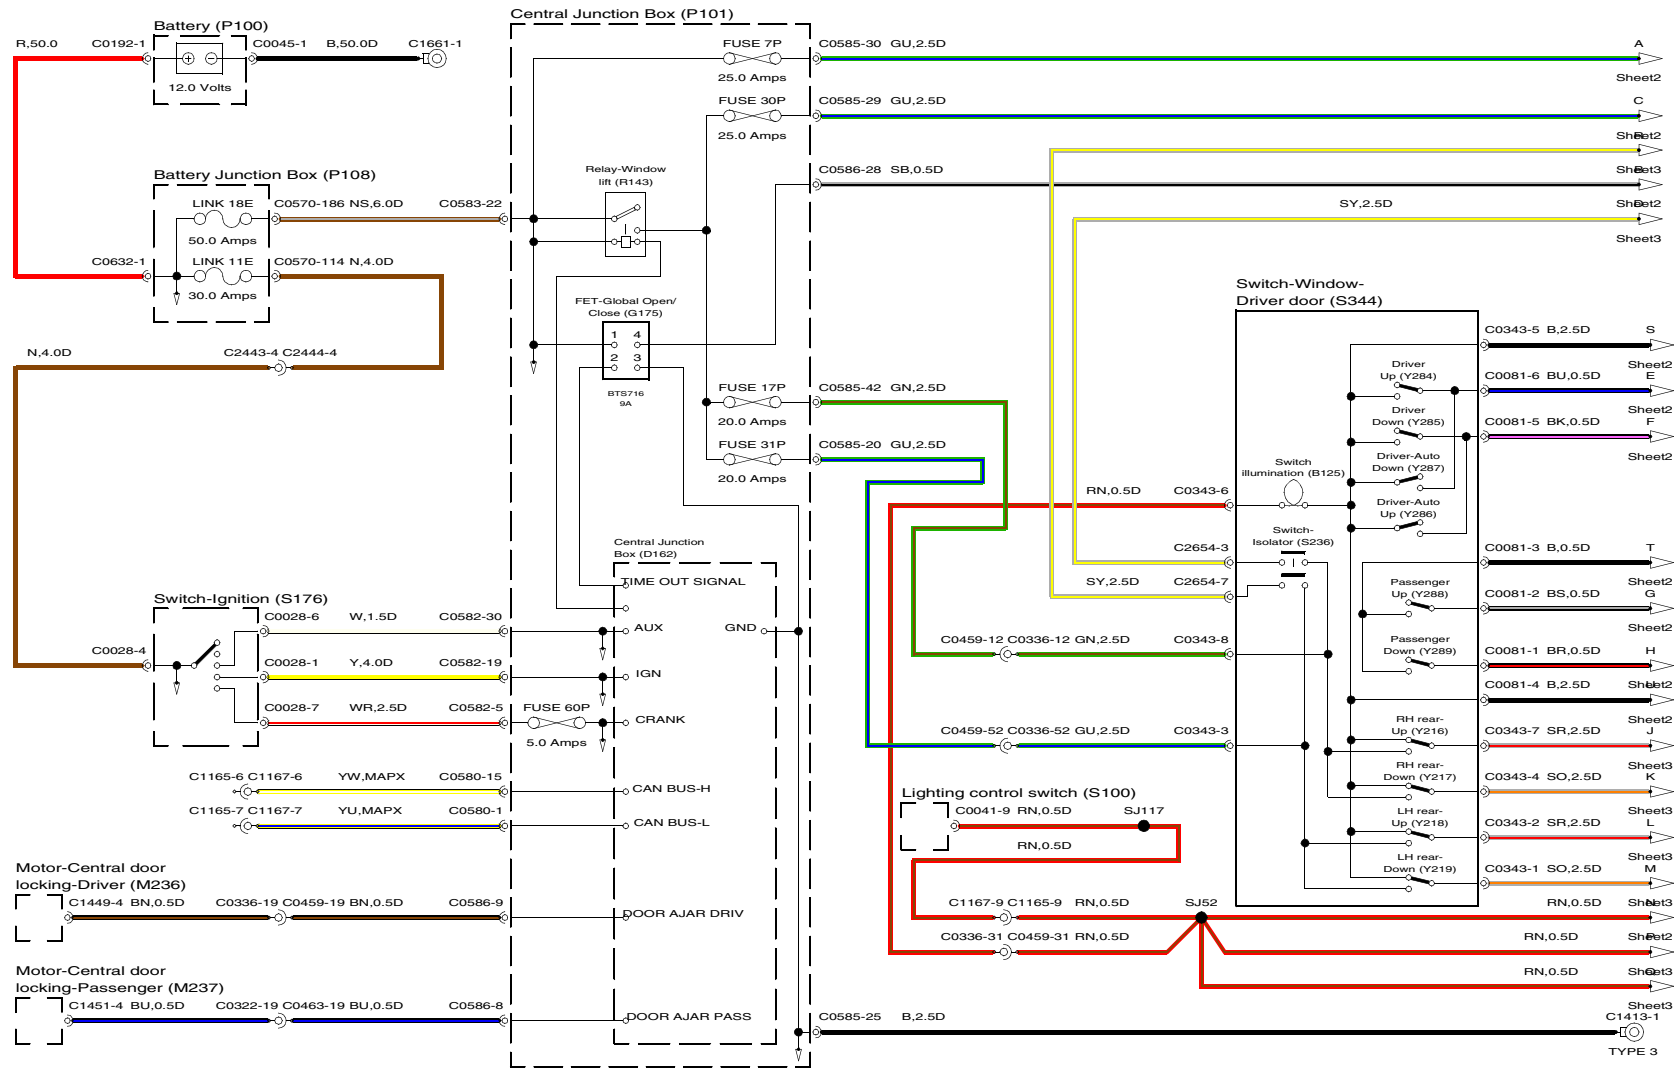 Central Junction Box (P101)
Battery (P100)
R,50.0 C0192-1 C0045-1 B,50.0D C1661-1
12.0 Volts
FUSE 7P C0585-30 GU,2.5D A
25.0 Amps Sheet2
FUSE 30P C0585-29 GU,2.5D C
25.0 Amps Sheet2
Relay-Window
lift (R143)
C0586-28 SB,0.5D Sheet3
Battery Junction Box (P108)
LINK 18E C0570-186 NS,6.0D C0583-22
50.0 Amps
SY,2.5D Sheet2
Sheet3
C0632-1 LINK 11E C0570-114 N,4.0D
30.0 Amps
FET-Global Open/
Close (G175)
1 4
2 3
BTS716
9A
Switch-Window-
Driver door (S344)
N,4.0D C2443-4 C2444-4
C0343-5 B,2.5D S
Sheet2
Driver
Up (Y284)
C0081-6 BU,0.5D E
Sheet2
FUSE 17P C0585-42 GN,2.5D
20.0 Amps
Driver
Down (Y285)
C0081-5 BK,0.5D F
Sheet2
FUSE 31P C0585-20 GU,2.5D
20.0 Amps
Driver-Auto
Down (Y287)
Switch
illumination (B125)
RN,0.5D C0343-6
Driver-Auto
Up (Y286)
Switch-
Isolator (S236)
Central Junction
Box (D162)
C2654-3
C0081-3 B,0.5D T
Sheet2
TIME OUT SIGNAL
SY,2.5D C2654-7
Passenger
Up (Y288)
C0081-2 BS,0.5D G
Sheet2
Switch-Ignition (S176)
C0028-6 W,1.5D C0582-30
AUX GND
C0459-12 C0336-12 GN,2.5D C0343-8
Passenger
Down (Y289)
C0081-1 BR,0.5D H
C0028-4
C0028-1 Y,4.0D C0582-19
IGN
C0081-4 B,2.5D Sheet2
C0028-7 WR,2.5D C0582-5 FUSE 60P
CRANK
5.0 Amps
Sheet2
C0459-52 C0336-52 GU,2.5D C0343-3
RH rear-
Up (Y216)
C0343-7 SR,2.5D J
Sheet3
C1165-6 C1167-6 YW,MAPX C0580-15
CAN BUS-H
RH rear-
Down (Y217)
C0343-4 SO,2.5D K
Sheet3
Lighting control switch (S100)
C0041-9 RN,0.5D SJ117
RN,0.5D
C1165-7 C1167-7 YU,MAPX C0580-1
CAN BUS-L
LH rear-
Up (Y218)
C0343-2 SR,2.5D L
Sheet3
LH rear-
Down (Y219)
C0343-1 SO,2.5D M
Motor-Central door
locking-Driver (M236)
C1449-4 BN,0.5D C0336-19 C0459-19 BN,0.5D C0586-9
DOOR AJAR DRIV
C1167-9 C1165-9 RN,0.5D SJ52 RN,0.5D Sheet3
C0336-31 C0459-31 RN,0.5D RN,0.5D Sheet2
RN,0.5D Sheet3
Sheet3
Motor-Central door
locking-Passenger (M237)
C1451-4 BU,0.5D C0322-19 C0463-19 BU,0.5D C0586-8
DOOR AJAR PASS
C0585-25 B,2.5D C1413-1
TYPE 3